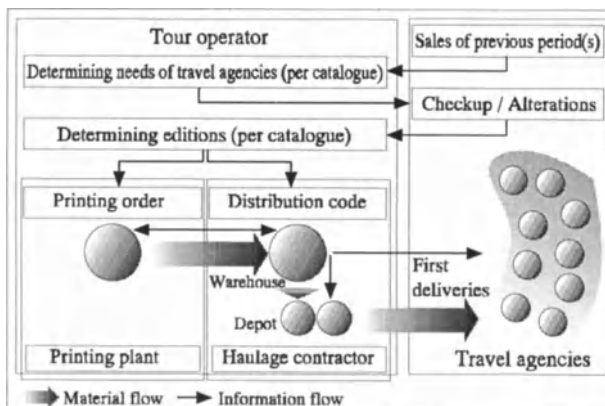 Tour operator
Sales of previous period(s)
Determining needs of travel agencies (per catalogue)
Checkup / Alterations
Determining editions (per catalogue)
Printing order
Distribution code
Warehouse
First
deliveries
Depot
Printing plant
Haulage contractor
Travel agencies
Material flow
Information flow